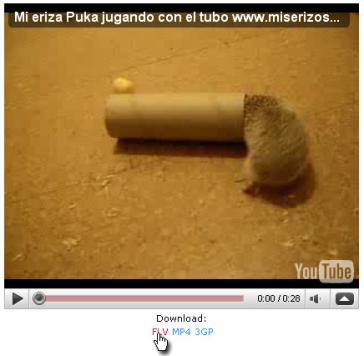 Mi eriza Puka jugando con el tubo www.miserizos...
YouTube
0:00 / 0:28
Download:
FLV MP4 3GP